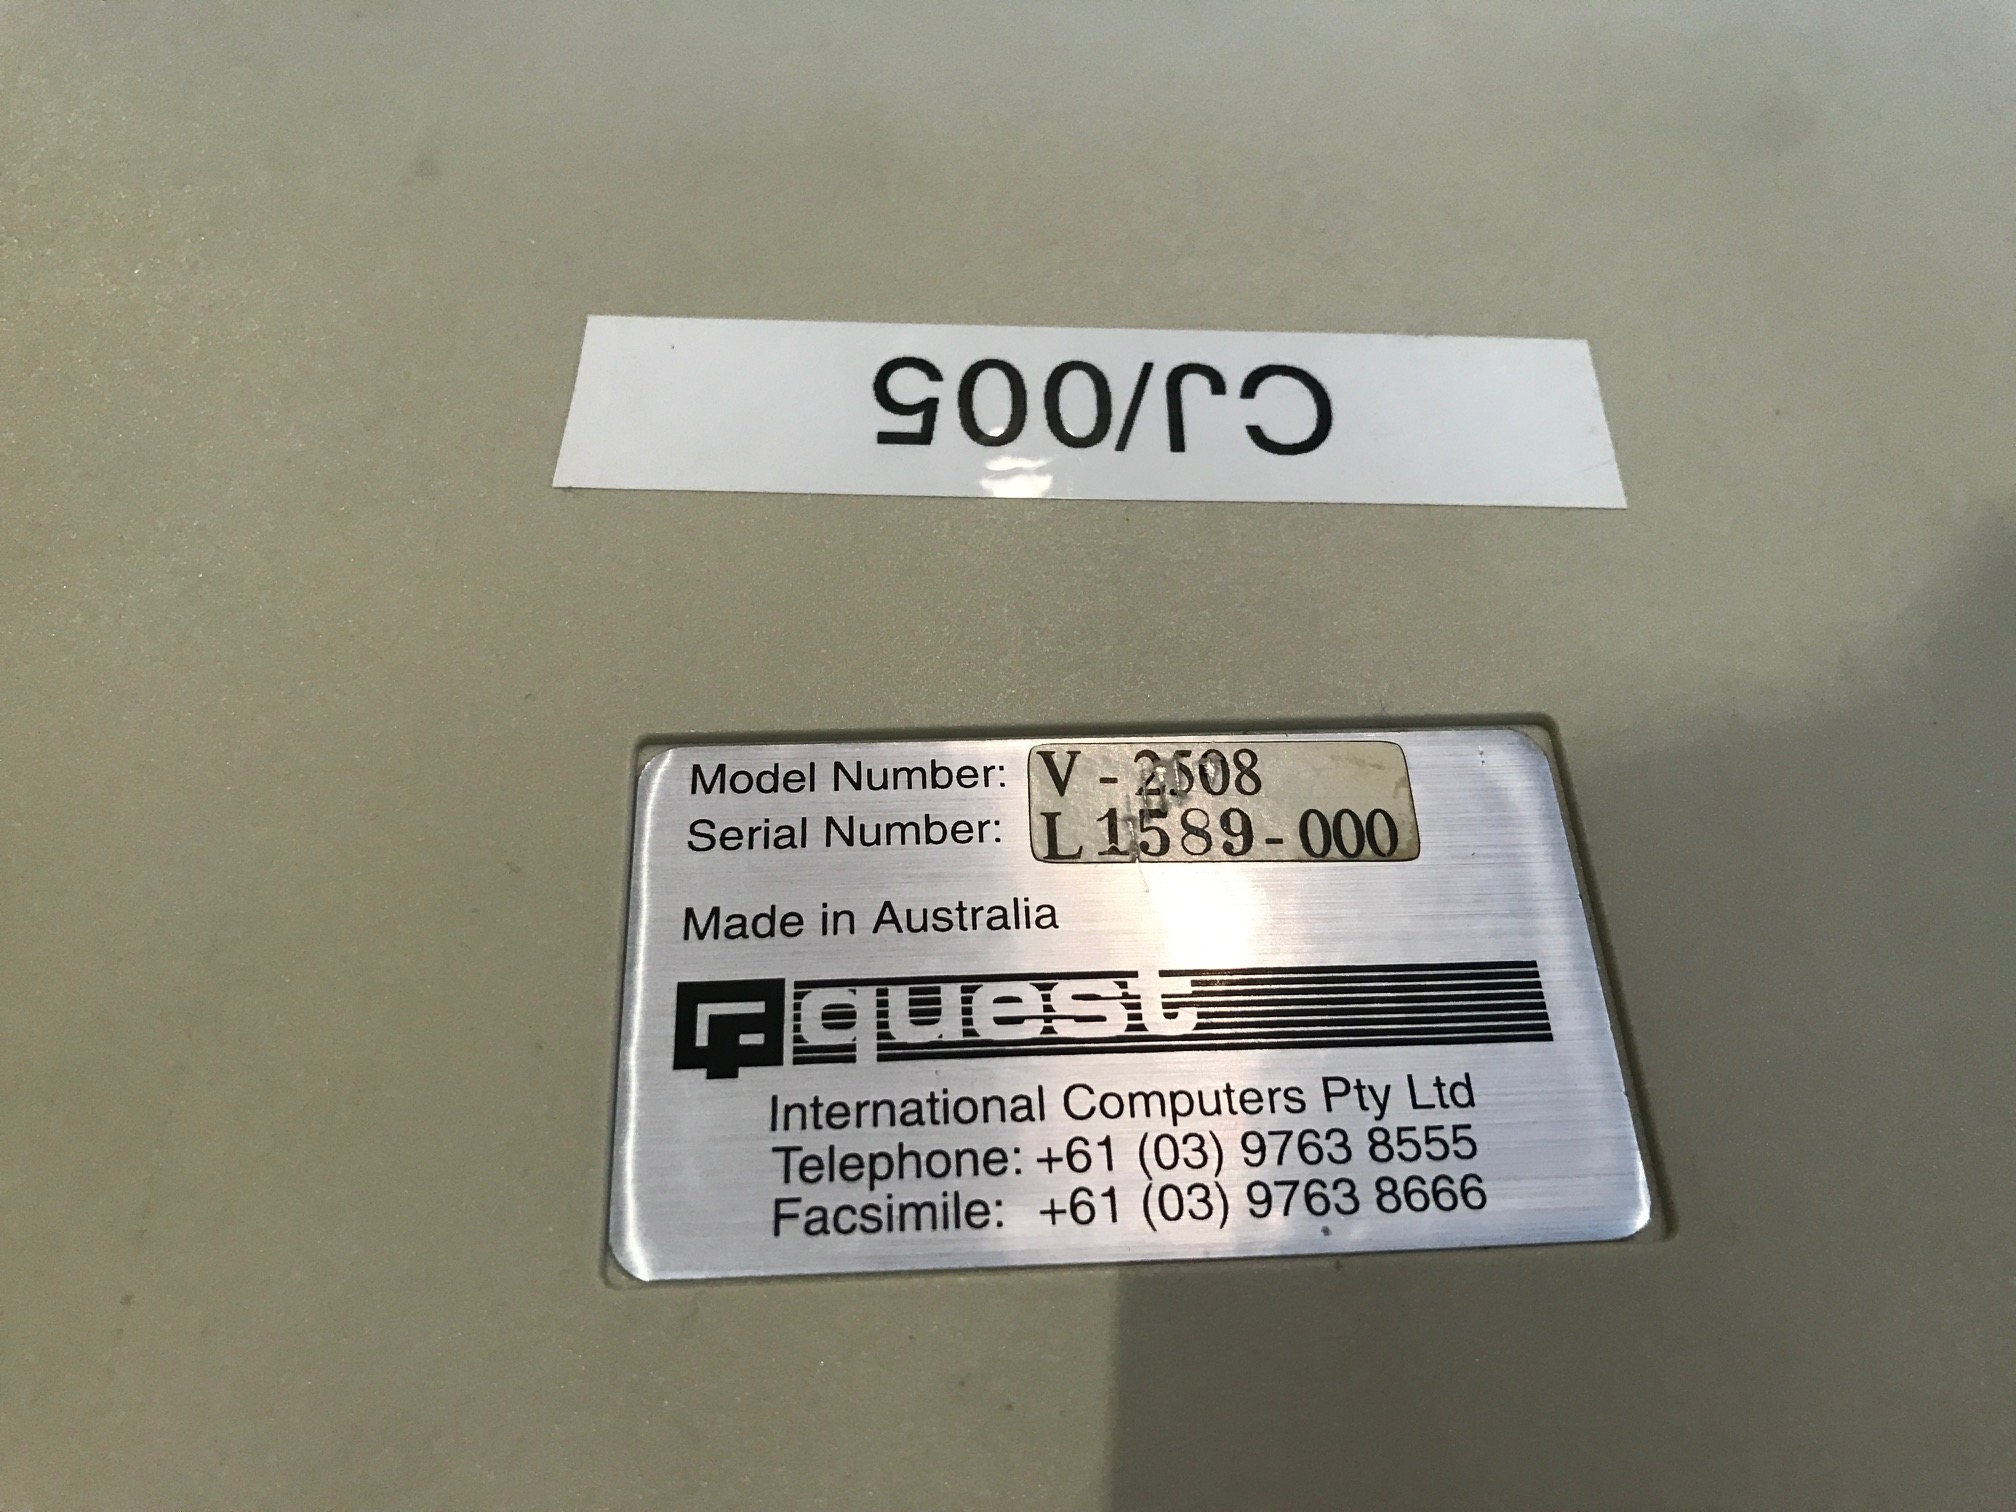 CJ/005
Model Number: V - 2508
Serial Number: L1589-000
Made in Australia
quest
International Computers Pty Ltd
Telephone: +61 (03) 9763 8555
Facsimile: +61 (03) 9763 8666